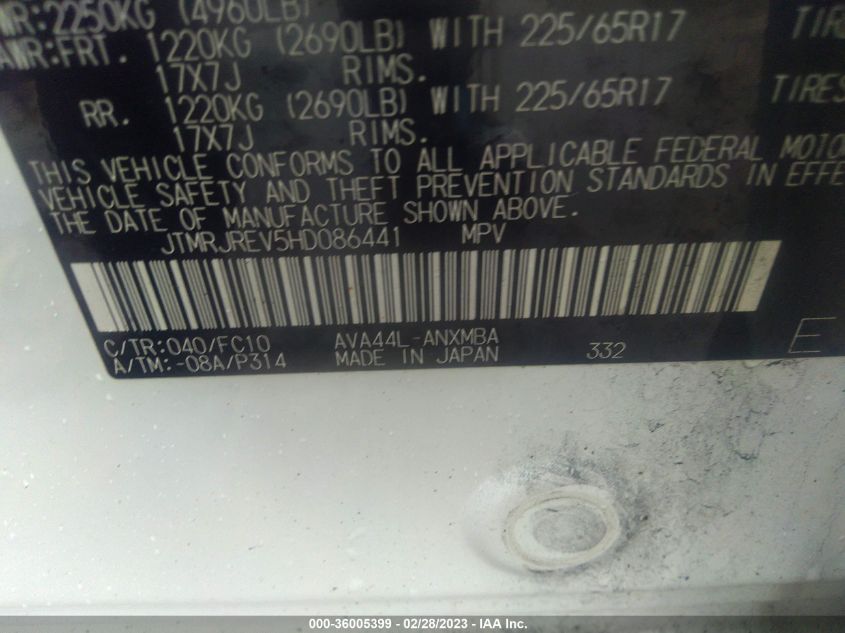 WR:2250KG (4960LB)
AWR:FRT. 1220KG (2690LB) WITH 225/65R17 TIRE
17X7J RIMS.
RR. 1220KG (2690LB) WITH 225/65R17 TIRES
17X7J RIMS.
THIS VEHICLE CONFORMS TO ALL APPLICABLE FEDERAL MOTO
VEHICLE SAFETY AND THEFT PREVENTION STANDARDS IN EFFE
THE DATE OF MANUFACTURE SHOWN ABOVE.
JTMRJREV5HD086441 MPV
C/TR:040/FC10 AVA44L-ANXMBA
A/TM:-08A/P314 MADE IN JAPAN 332 E
000-36005399 - 02/28/2023 - IAA Inc.